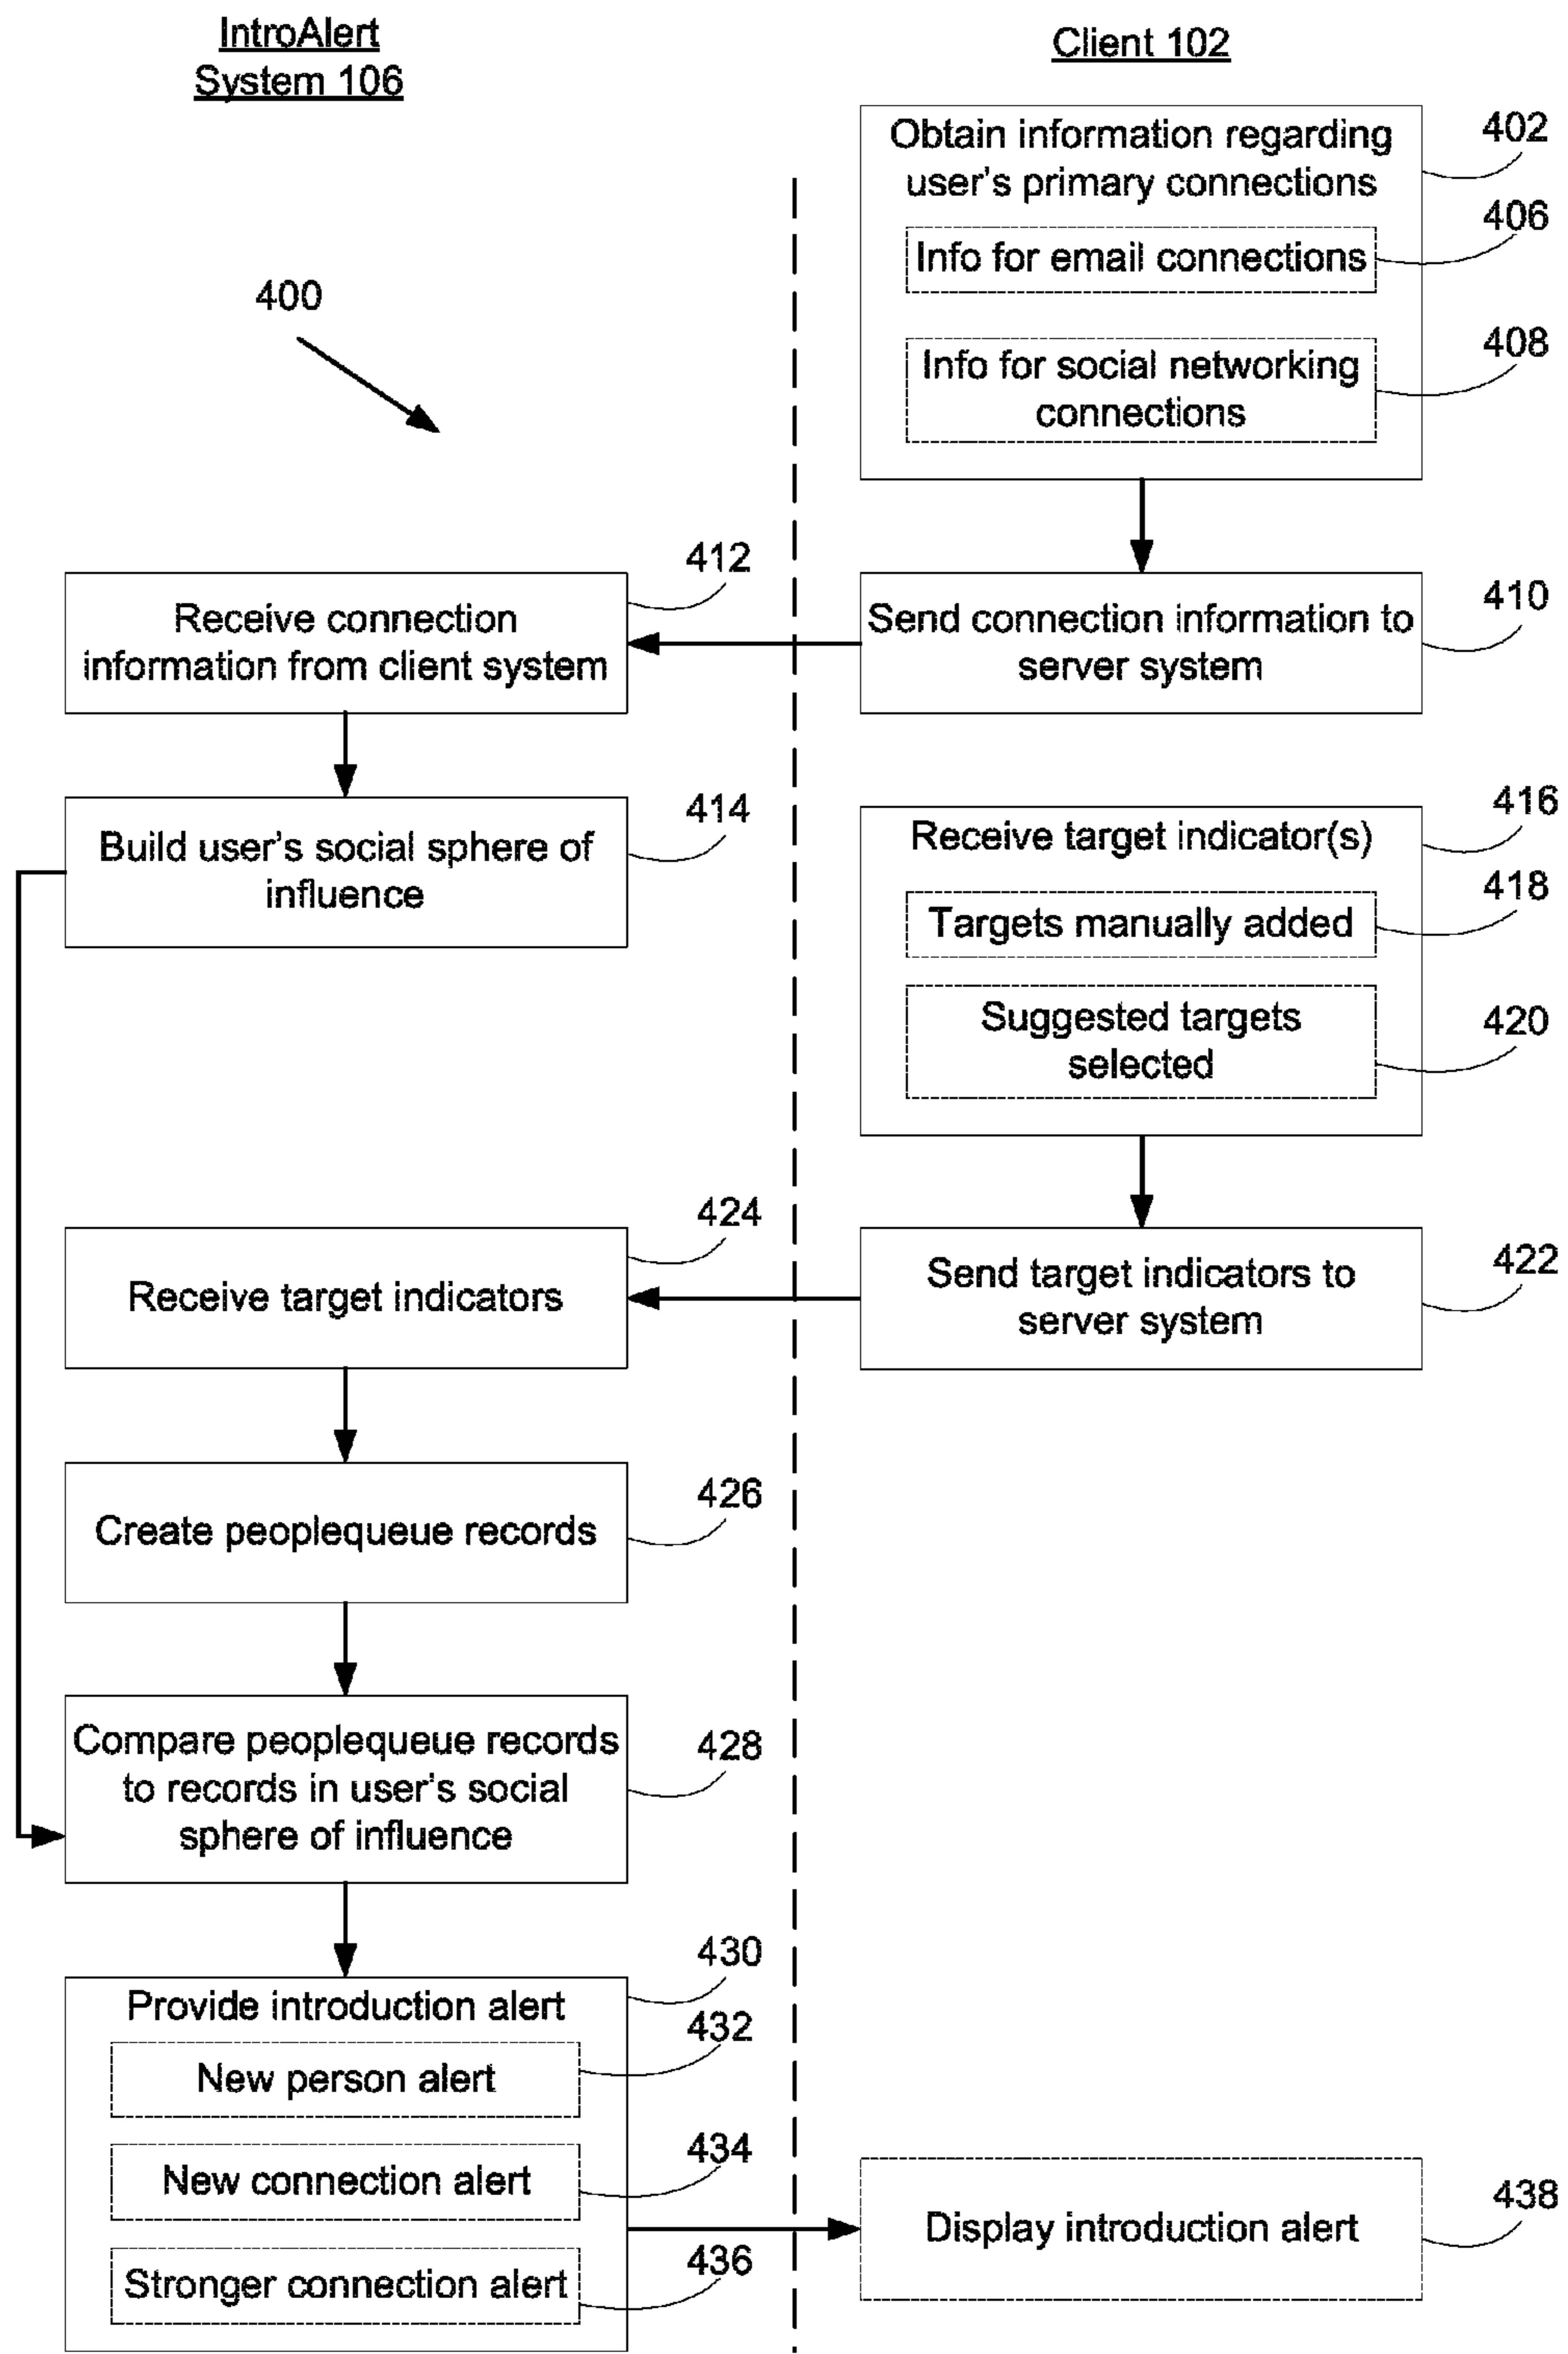 IntroAlert
System 106
Client 102
Obtain information regarding
user's primary connections
402
Info for email connections
406
Info for social networking
connections
408
400
Receive connection
information from client system
412
Send connection information to
server system
410
Build user's social sphere of
influence
414
Receive target indicator(s)
416
Targets manually added
418
Suggested targets
selected
420
Receive target indicators
424
Send target indicators to
server system
422
Create peoplequeue records
426
Compare peoplequeue records
to records in user's social
sphere of influence
428
Provide introduction alert
430
New person alert
432
New connection alert
434
Stronger connection alert
436
Display introduction alert
438